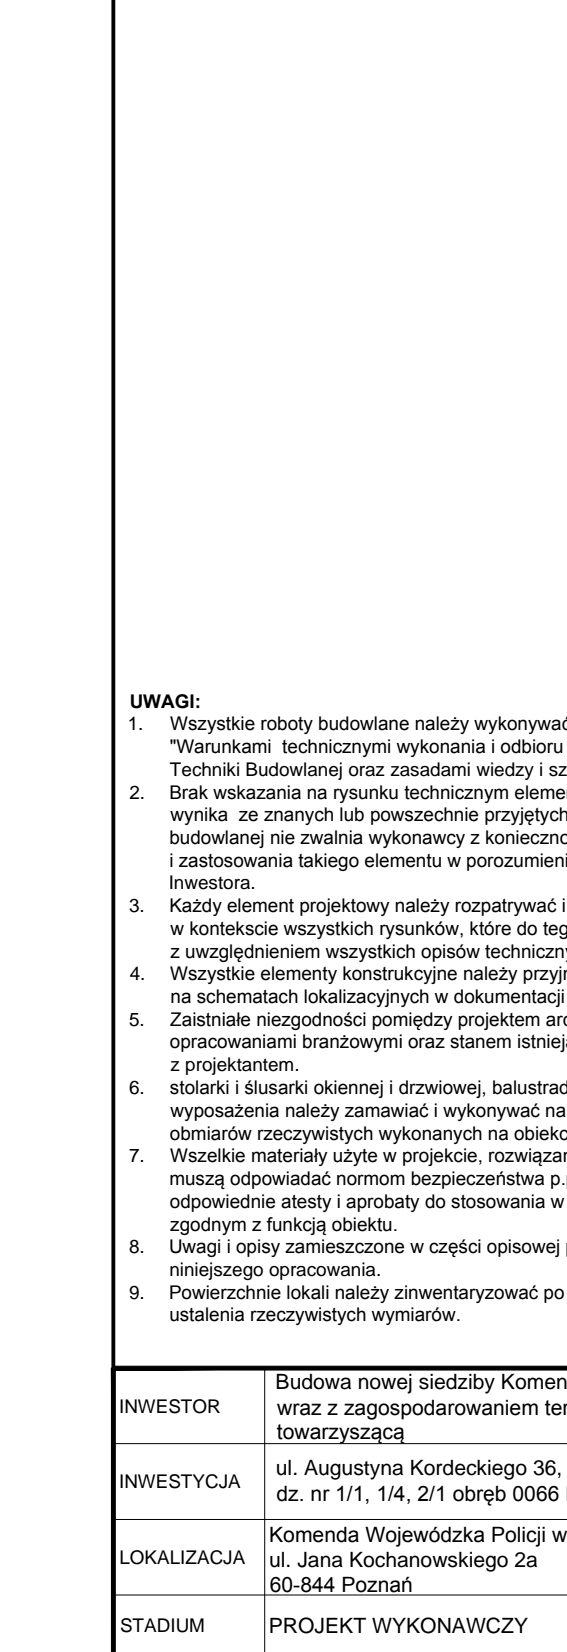 UWAGI:
1. Wszystkie roboty budowlane należy wykonywać
"Warunkami technicznymi wykonania i odbioru
Techniki Budowlanej oraz zasadami wiedzy i sz
2. Brak wskazania na rysunku technicznym eleme
wynika ze znanych lub powszechnie przyjętych
budowlanej nie zwalnia wykonawcy z konieczno
i zastosowania takiego elementu w porozumieni
Inwestora.
3. Każdy element projektowy należy rozpatrywać i
w kontekscie wszystkich rysunków, które do teg
z uwzględnieniem wszystkich opisów techniczny
4. Wszystkie elementy konstrukcyjne należy przyj
na schematach lokalizacyjnych w dokumentacji
5. Zaistniałe niezgodności pomiędzy projektem arc
opracowaniami branżowymi oraz stanem istniej
z projektantem.
6. stolarki i ślusarki okiennej i drzwiowej, balustrad
wyposażenia należy zamawiać i wykonywać na
obmiarów rzeczywistych wykonanych na obiekc
7. Wszelkie materiały użyte w projekcie, rozwiązan
muszą odpowiadać normom bezpieczeństwa p.
odpowiednie atesty i aprobaty do stosowania w
zgodnym z funkcją obiektu.
8. Uwagi i opisy zamieszczone w części opisowej
niniejszego opracowania.
9. Powierzchnie lokali należy zinwentaryzować po
ustalenia rzeczywistych wymiarów.
INWESTOR
Budowa nowej siedziby Komen
wraz z zagospodarowaniem ter
towarzyszącą
INWESTYCJA
ul. Augustyna Kordeckiego 36,
dz. nr 1/1, 1/4, 2/1 obręb 0066
LOKALIZACJA
Komenda Wojewódzka Policji w
ul. Jana Kochanowskiego 2a
60-844 Poznań
STADIUM
PROJEKT WYKONAWCZY